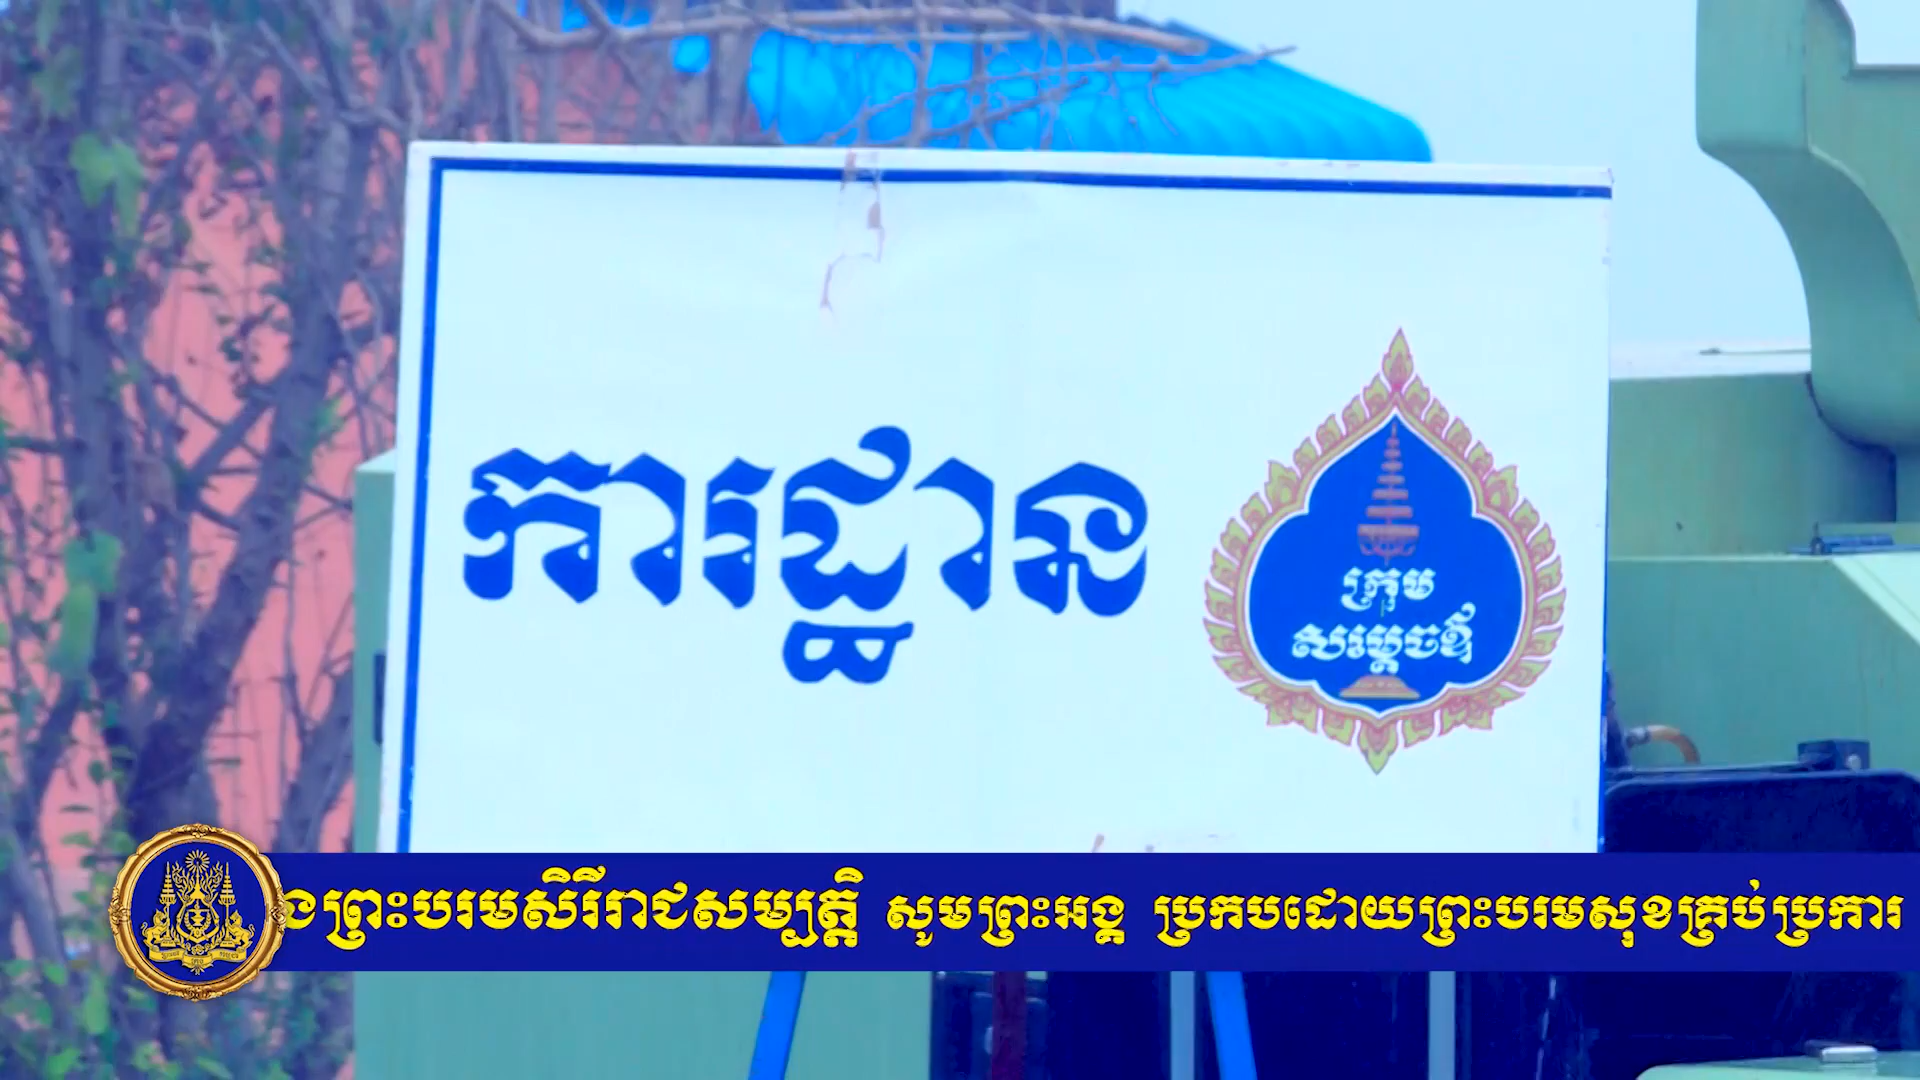 ការដ្ឋាន
ក្រុម
សម្តេចឪ
ងព្រះបរមសិរីរាជសម្បត្តិ សូមព្រះអង្គ ប្រកបដោយព្រះបរមសុខគ្រប់ប្រការ